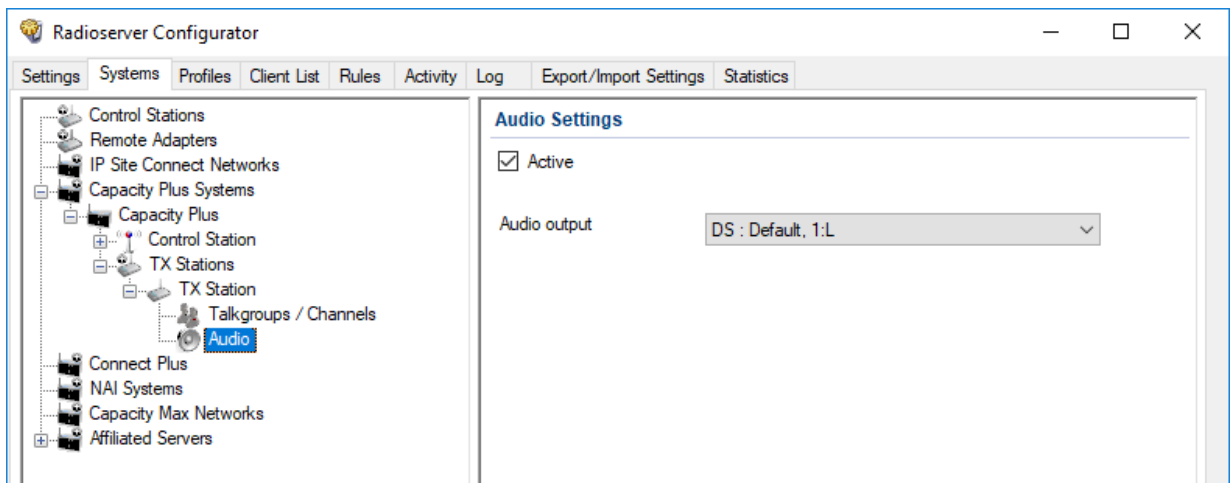 Radioserver Configurator
Settings Systems Profiles Client List Rules Activity Log Export/Import Settings Statistics
Control Stations
Remote Adapters
IP Site Connect Networks
Capacity Plus Systems
Capacity Plus
Control Station
TX Stations
TX Station
Talkgroups / Channels
Audio
Connect Plus
NAI Systems
Capacity Max Networks
Affiliated Servers
Audio Settings
Active
Audio output DS : Default, 1:L